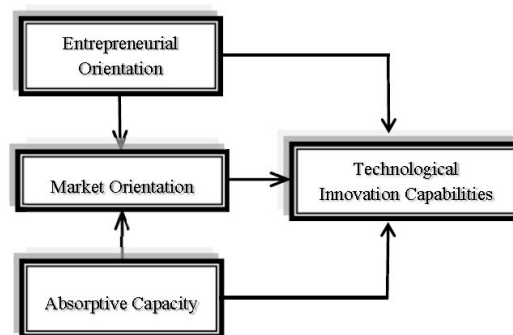 Entrepreneurial
Orientation
Market Orientation
Technological
Innovation Capabilities
Absorptive Capacity